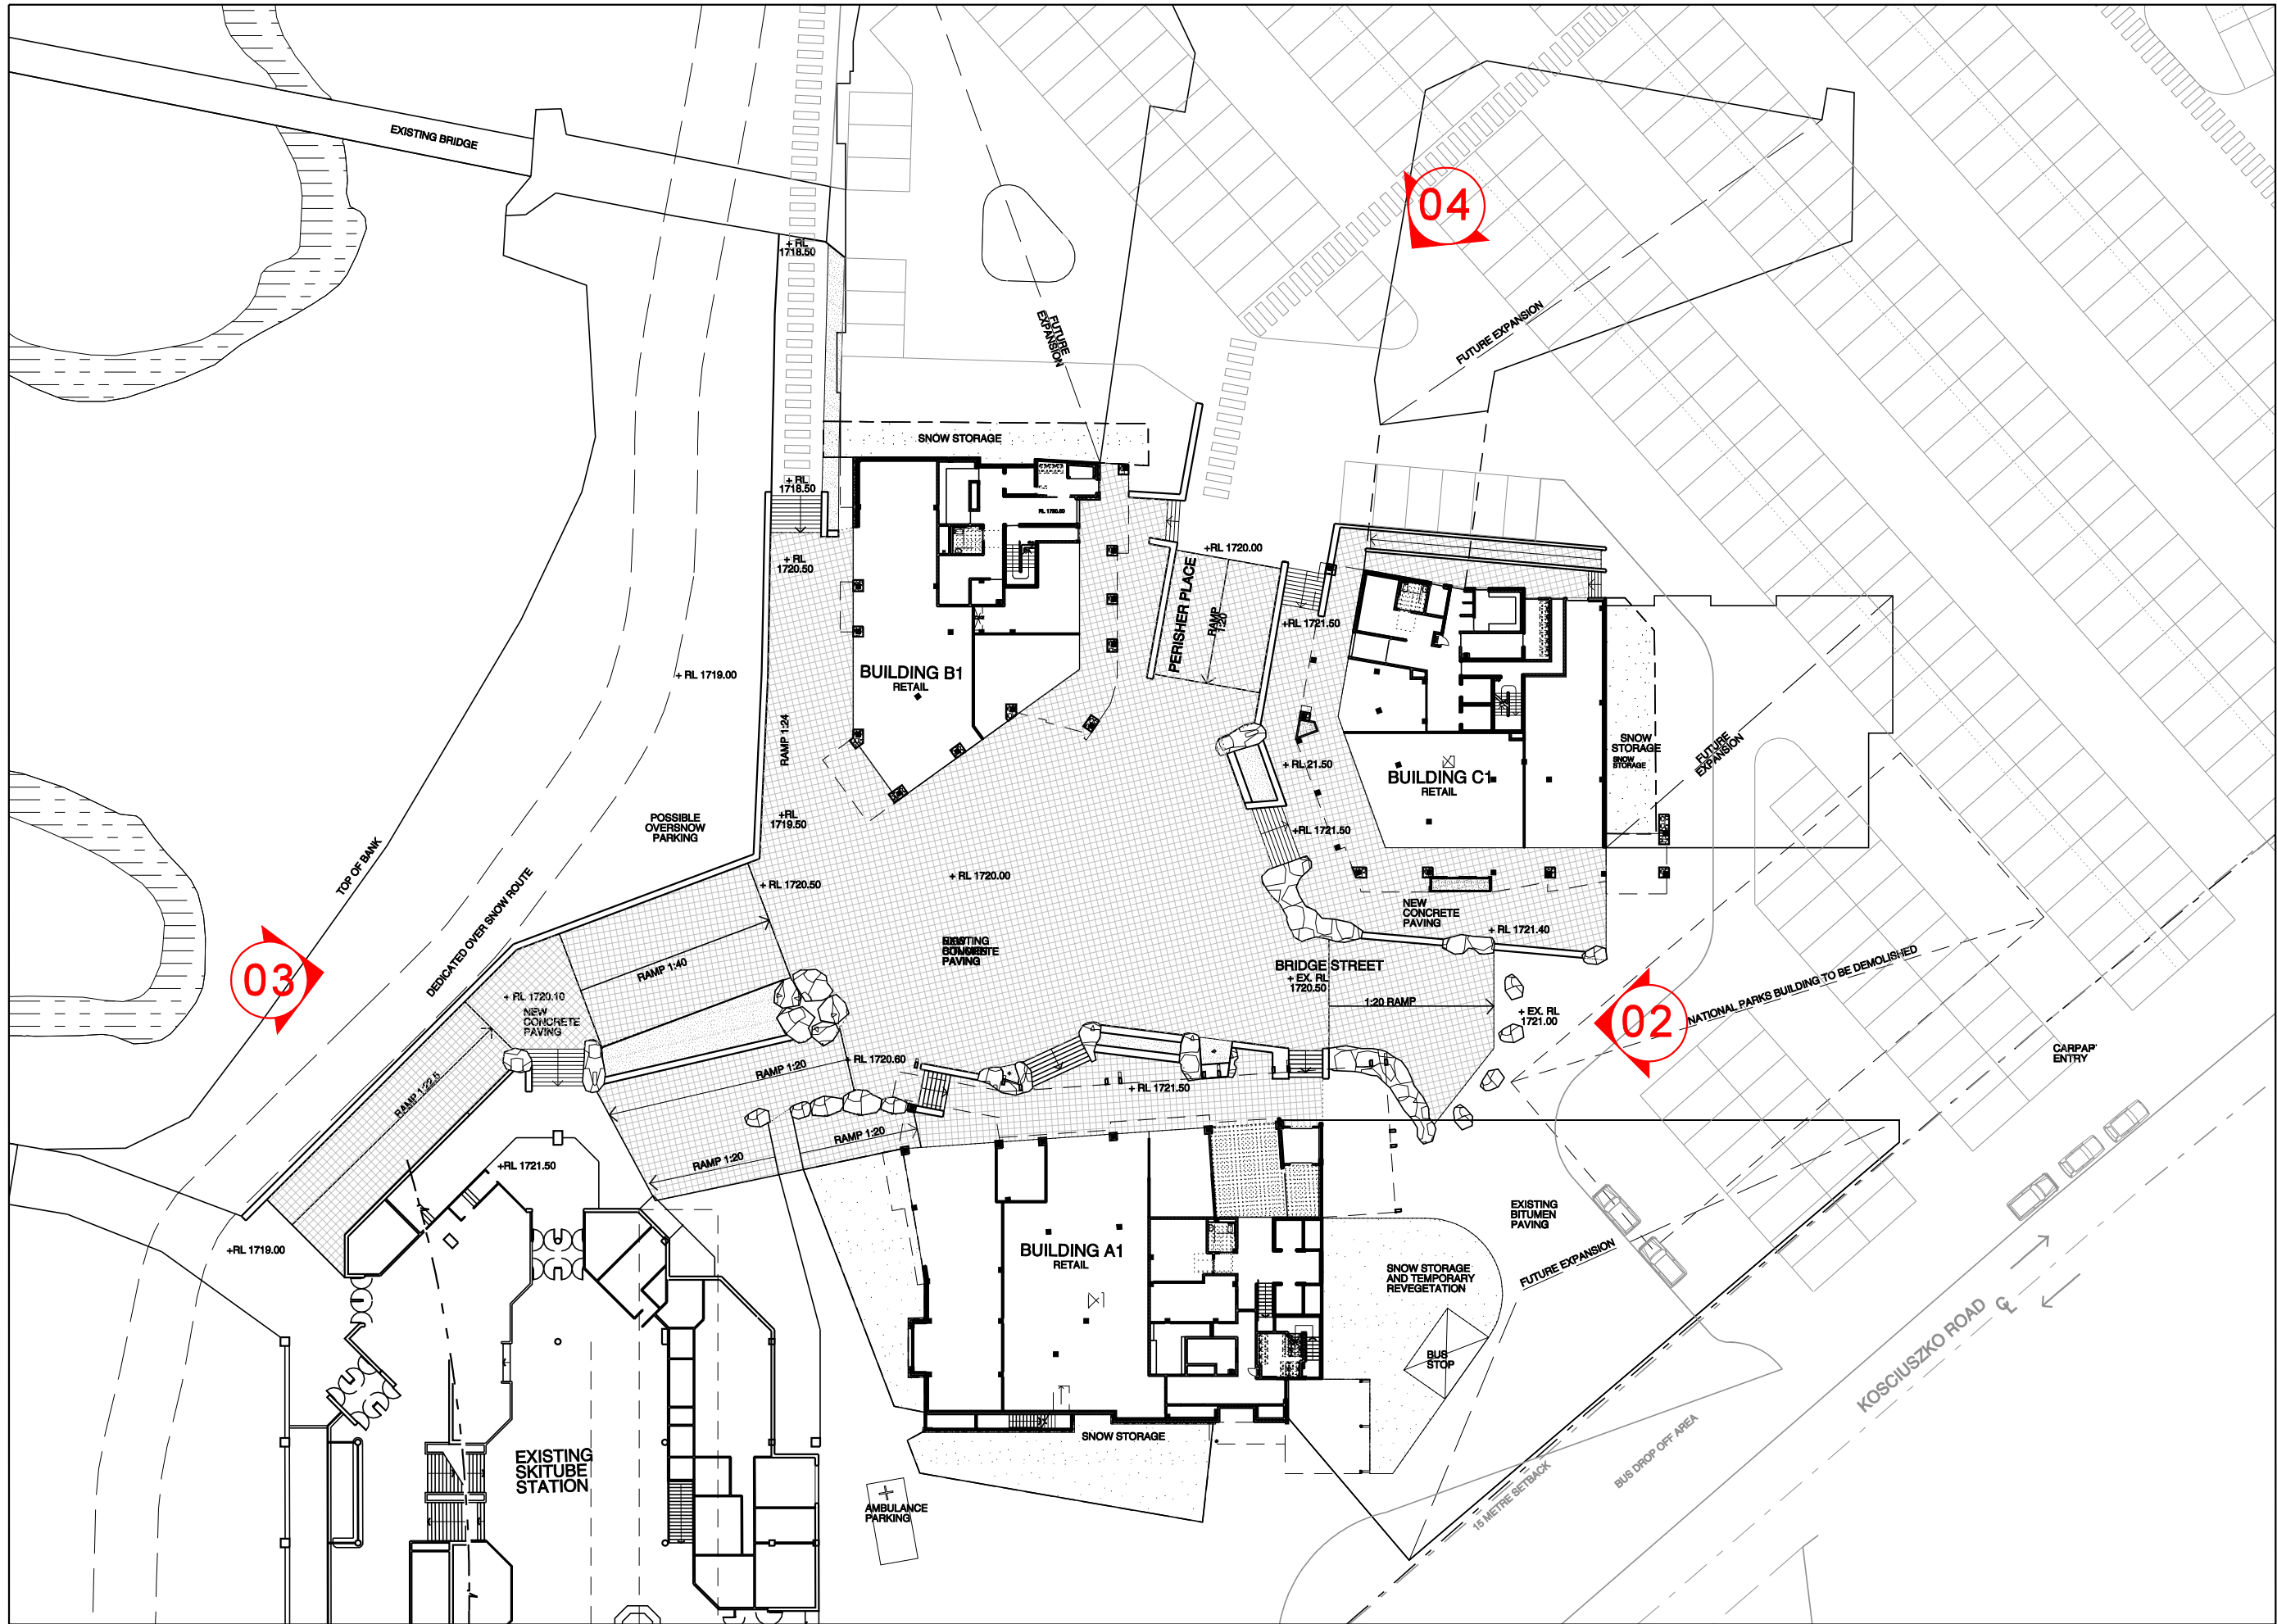 EXISTING BRIDGE
04
+ RL
1718.50
FUTURE
EXPANSION
FUTURE EXPANSION
SNOW STORAGE
+ RL
1718.50
+ RL
1720.50
+RL 1720.00
PERISHER PLACE
RAMP
1:20
+RL 1721.50
+ RL 1719.00
BUILDING B1
RETAIL
RAMP 1:24
SNOW
STORAGE
SNOW
STORAGE
FUTURE
EXPANSION
+ RL 21.50
BUILDING C1
RETAIL
POSSIBLE
OVERSNOW
PARKING
+RL
1719.50
+RL 1721.50
TOP OF BANK
+ RL 1720.50
+ RL 1720.00
DEDICATED OVER SNOW ROUTE
NEW
CONCRETE
PAVING
+ RL 1721.40
03
RAMP 1:40
PAVING
BRIDGE STREET
+ EX. RL
1720.50
NATIONAL PARKS BUILDING TO BE DEMOLISHED
+ RL 1720.10
NEW
CONCRETE
PAVING
1:20 RAMP
+ EX. RL
1721.00
02
CARPAP
ENTRY
+ RL 1720.60
RAMP 1:20
+ RL 1721.50
RAMP 1:22.5
RAMP 1:20
RAMP 1:20
+RL 1721.50
EXISTING
BITUMEN
PAVING
+RL 1719.00
BUILDING A1
RETAIL
FUTURE EXPANSION
SNOW STORAGE
AND TEMPORARY
REVEGETATION
BUS
STOP
KOSCIUSZKO ROAD
CL
SNOW STORAGE
EXISTING
SKITUBE
STATION
BUS DROP OFF AREA
15 METRE SETBACK
AMBULANCE
PARKING